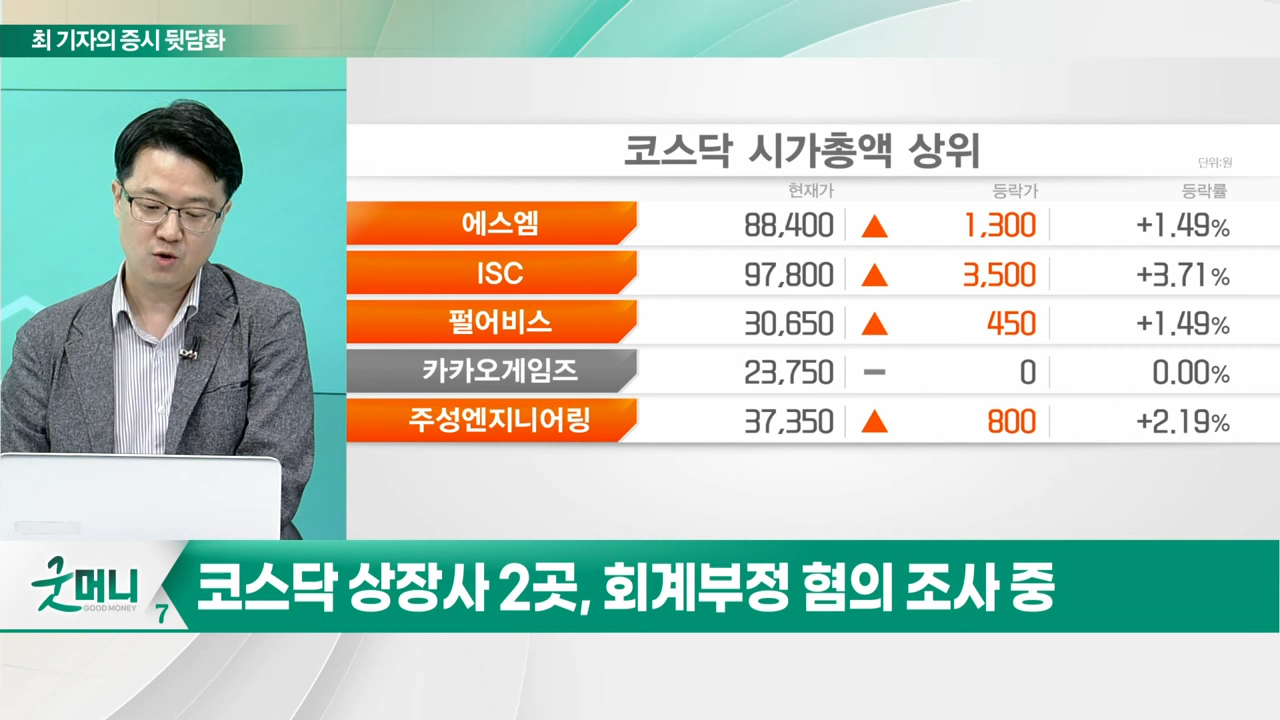 최 기자의 증시 뒷담화
코스닥 시가총액 상위
단위:원
현재가 등락가 등락률
에스엠 88,400 ▲ 1,300 +1.49%
ISC 97,800 ▲ 3,500 +3.71%
펄어비스 30,650 ▲ 450 +1.49%
카카오게임즈 23,750 － 0 0.00%
주성엔지니어링 37,350 ▲ 800 +2.19%
굿머니
GOOD MONEY
7
코스닥 상장사 2곳, 회계부정 혐의 조사 중